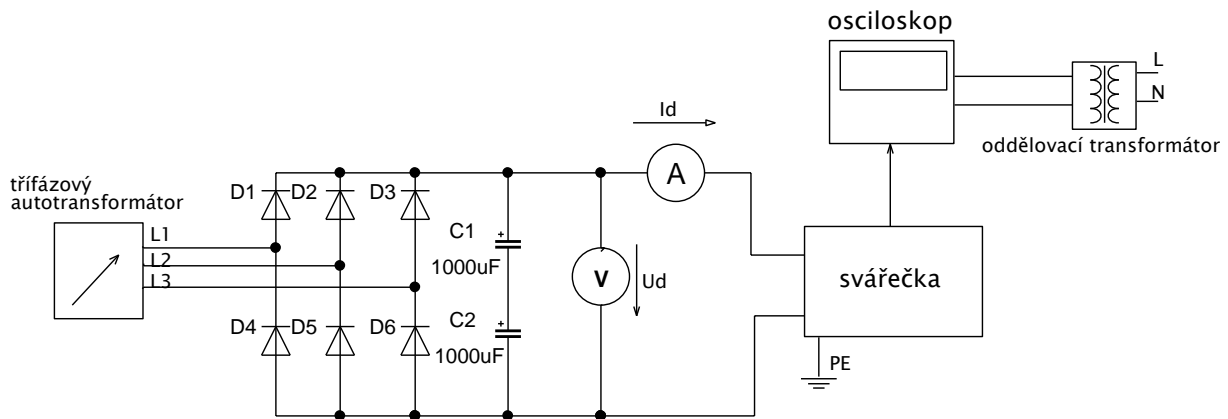 osciloskop
L
N
oddělovací transformátor
Id
A
třífázový
autotransformátor
D1
D2
D3
L1
L2
L3
C1
+
1000uF
V
Ud
svářečka
D4
D5
D6
C2
+
1000uF
PE